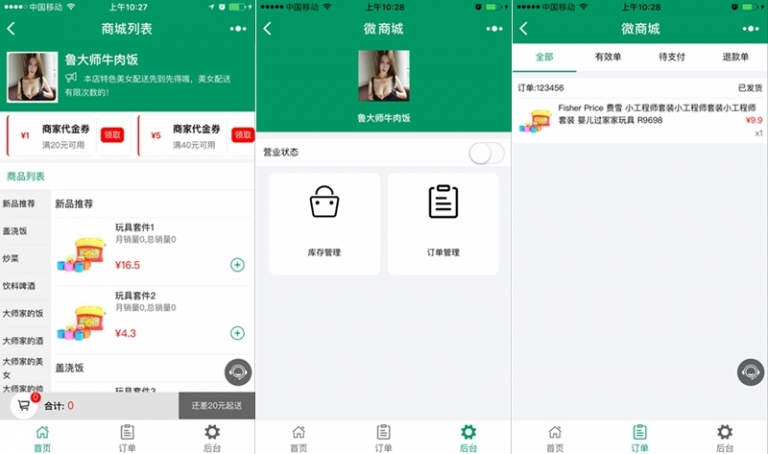 中国移动
上午10:27
商城列表
鲁大师牛肉饭
本店特色美女配送先到先得哦，美女配送
有限次数的！
¥1
商家代金券
满20元可用
领取
¥5
商家代金券
满40元可用
领取
商品列表
新品推荐
盖浇饭
炒菜
饮料啤酒
大师家的饭
大师家的酒
大师家的美
女
大师家的帅
新品推荐
玩具套件1
月销量0,总销量0
¥16.5
玩具套件2
月销量0,总销量0
¥4.3
盖浇饭
玩具套件3
0
合计: 0
还差20元起送
首页
订单
后台
中国移动
上午10:28
微商城
鲁大师牛肉饭
营业状态
库存管理
订单管理
首页
订单
后台
中国移动
上午10:28
微商城
全部
有效单
待支付
退款单
订单:123456
已发货
Fisher Price 费雪 小工程师套装小工程师套装小工程师
套装 婴儿过家家玩具 R9698
¥9.9
x1
首页
订单
后台